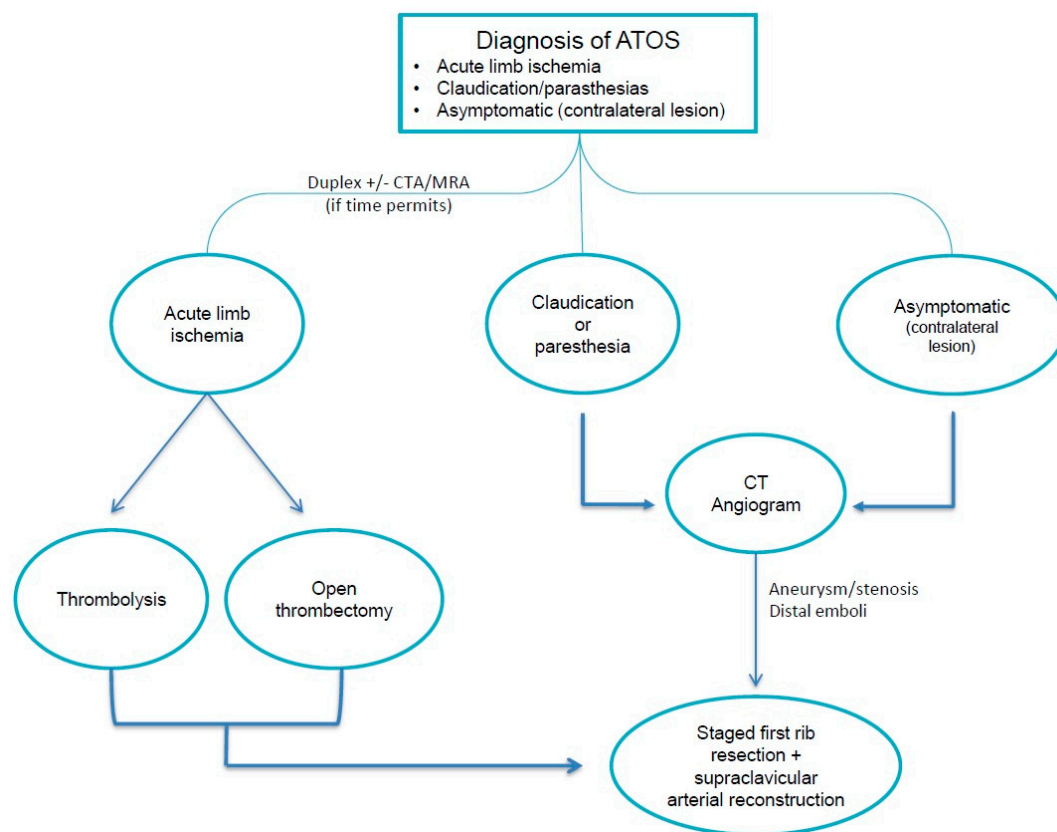 Diagnosis of ATOS
• Acute limb ischemia
• Claudication/parasthesias
• Asymptomatic (contralateral lesion)
Duplex +/- CTA/MRA
(if time permits)
Acute limb
ischemia
Claudication
or
paresthesia
Asymptomatic
(contralateral
lesion)
CT
Angiogram
Thrombolysis
Open
thrombectomy
Aneurysm/stenosis
Distal emboli
Staged first rib
resection +
supraclavicular
arterial reconstruction